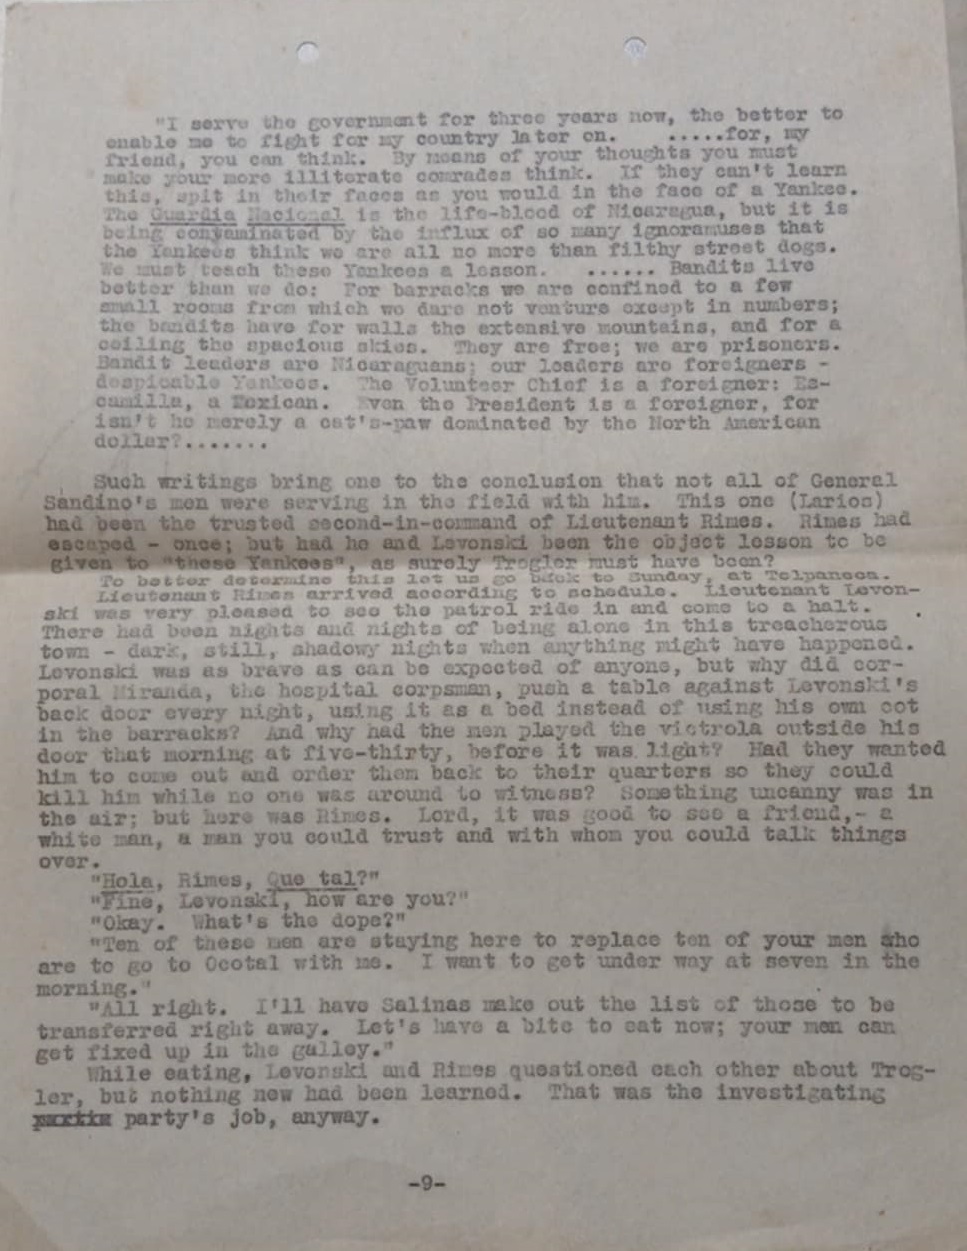 "I serve the government for three years now, the better to
enable me to fight for my country later on.     .....for, my
friend, you can think.  By means of your thoughts you must
make your more illiterate comrades think.  If they can't learn
this, spit in their faces as you would in the face of a Yankee.
The Guardia Nacional is the life-blood of Nicaragua, but it is
being contaminated by the influx of so many ignoramuses that
the Yankees think we are all no more than filthy street dogs.
We must teach these Yankees a lesson.   ...... Bandits live
better than we do: For barracks we are confined to a few
small rooms from which we dare not venture except in numbers;
the bandits have for walls the extensive mountains, and for a
ceiling the spacious skies.  They are free; we are prisoners.
Bandit leaders are Nicaraguans; our leaders are foreigners -
despicable Yankees.  The Volunteer Chief is a foreigner: Es-
camilla, a Mexican.  Even the President is a foreigner, for
isn't he merely a cat's-paw dominated by the North American
dollar?.......
Such writings bring one to the conclusion that not all of General
Sandino's men were serving in the field with him.  This one (Larios)
had been the trusted second-in-command of Lieutenant Rimes.  Rimes had
escaped - once; but had he and Levonski been the object lesson to be
given to "these Yankees", as surely Trogler must have been?
To better determine this let us go back to Sunday, at Telpaneca.
Lieutenant Rimes arrived according to schedule.  Lieutenant Levon-
ski was very pleased to see the patrol ride in and come to a halt.
There had been nights and nights of being alone in this treacherous
town - dark, still, shadowy nights when anything might have happened.
Levonski was as brave as can be expected of anyone, but why did cor-
poral Miranda, the hospital corpsman, push a table against Levonski's
back door every night, using it as a bed instead of using his own cot
in the barracks?  And why had the men played the victrola outside his
door that morning at five-thirty, before it was light?  Had they wanted
him to come out and order them back to their quarters so they could
kill him while no one was around to witness?  Something uncanny was in
the air; but here was Rimes.  Lord, it was good to see a friend,- a
white man, a man you could trust and with whom you could talk things
over.
"Hola, Rimes, Que tal?"
"Fine, Levonski, how are you?"
"Okay.  What's the dope?"
"Ten of these men are staying here to replace ten of your men who
are to go to Ocotal with me.  I want to get under way at seven in the
morning."
"All right.  I'll have Salinas make out the list of those to be
transferred right away.  Let's have a bite to eat now; your men can
get fixed up in the galley."
While eating, Levonski and Rimes questioned each other about Trog-
ler, but nothing new had been learned.  That was the investigating
party's job, anyway.
-9-